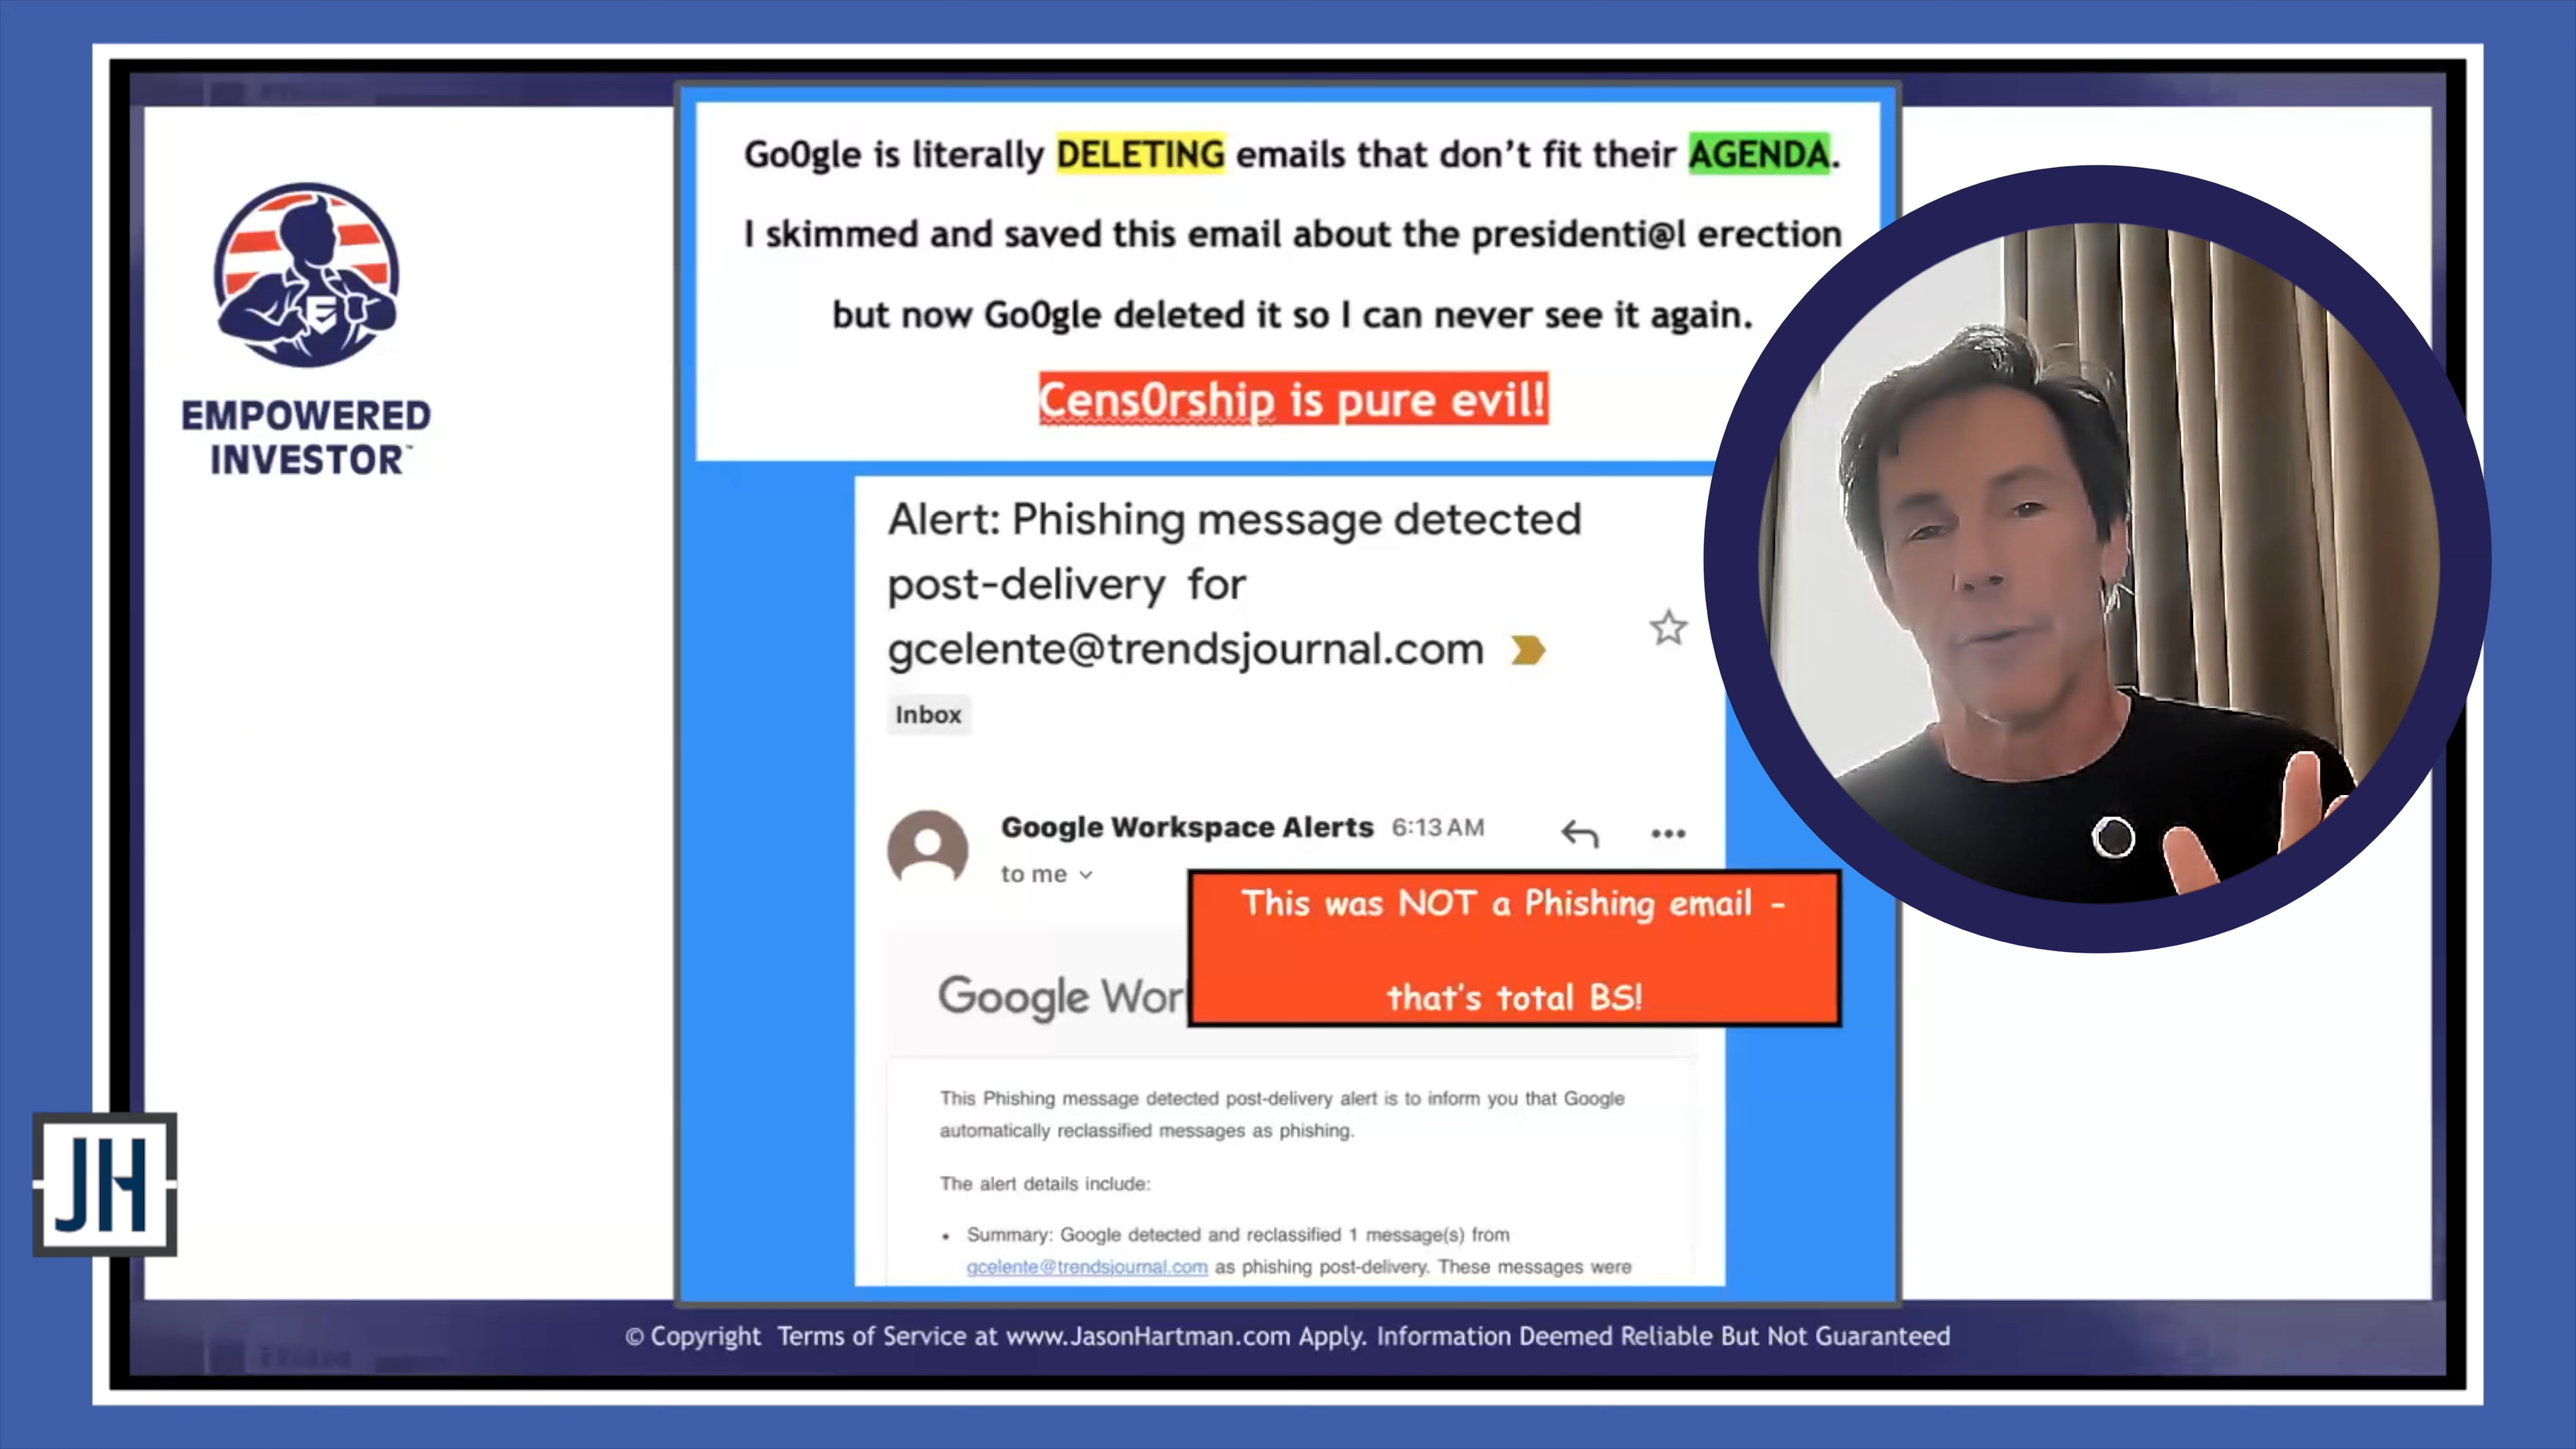 Go0gle is literally DELETING emails that don't fit their AGENDA.
I skimmed and saved this email about the presidenti@l erection
but now Go0gle deleted it so I can never see it again.
Cens0rship is pure evil!
EMPOWERED
INVESTOR™
Alert: Phishing message detected
post-delivery for
gcelente@trendsjournal.com
Inbox
Google Workspace Alerts 6:13 AM
to me
This was NOT a Phishing email -
that's total BS!
Google Wor
This Phishing message detected post-delivery alert is to inform you that Google
automatically reclassified messages as phishing.
The alert details include:
• Summary: Google detected and reclassified 1 message(s) from
gcelente@trendsjournal.com as phishing post-delivery. These messages were
JH
© Copyright Terms of Service at www.JasonHartman.com Apply. Information Deemed Reliable But Not Guaranteed